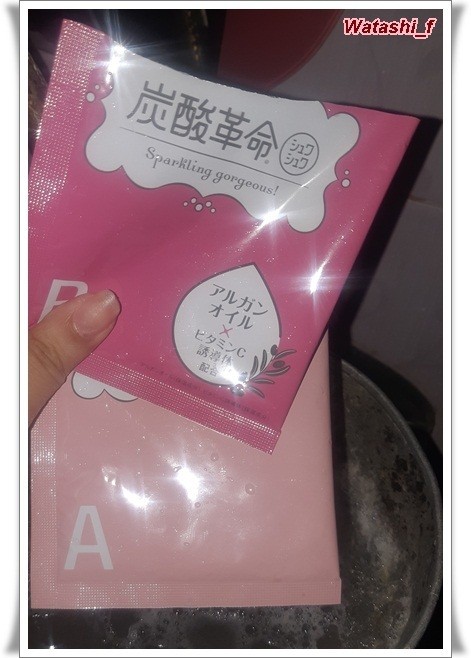 Watashi_f
炭酸革命
シュワ
シュワ
Sparkling gorgeous!
アルガン
オイル
×
ビタミンC
誘導体
配合
B
A